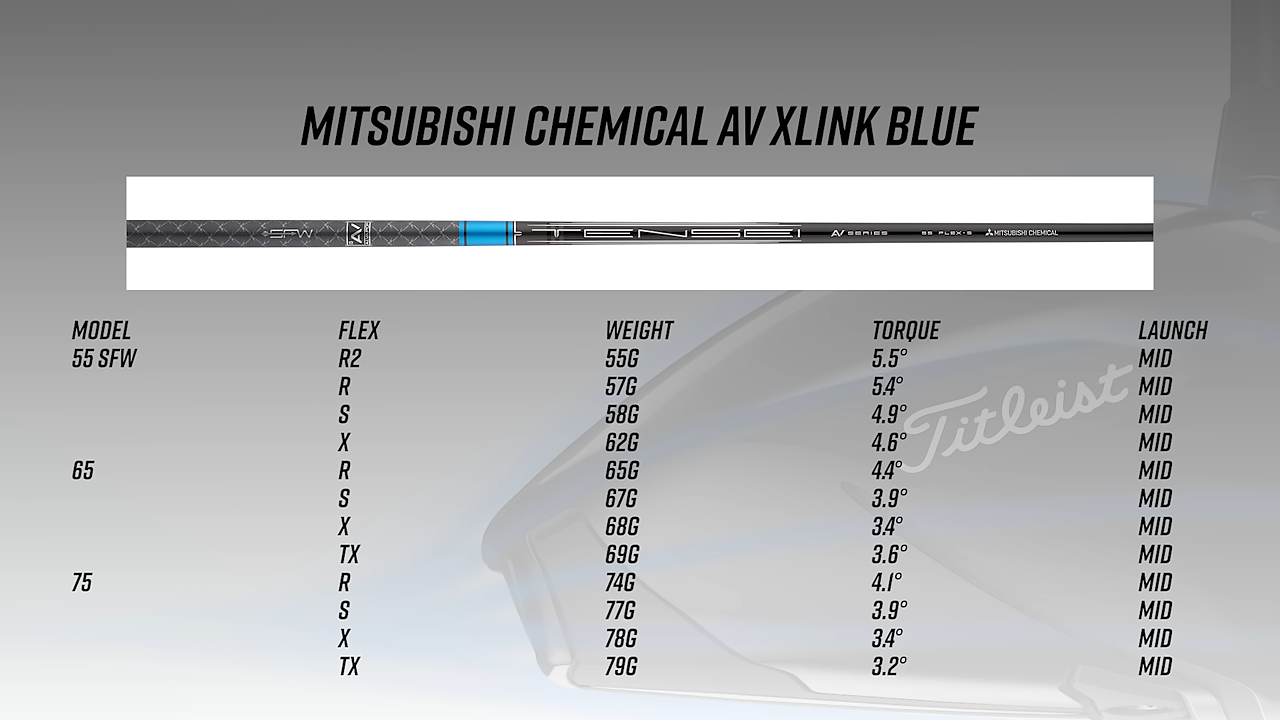 MITSUBISHI CHEMICAL AV XLINK BLUE
SFW AV TENSEI AV SERIES 55 FLEX-S MITSUBISHI CHEMICAL
MODEL FLEX WEIGHT TORQUE LAUNCH
55 SFW R2 55G 5.5° MID
R 57G 5.4° MID
S 58G 4.9° MID
X 62G 4.6° MID
65 R 65G 4.4° MID
S 67G 3.9° MID
X 68G 3.4° MID
TX 69G 3.6° MID
75 R 74G 4.1° MID
S 77G 3.9° MID
X 78G 3.4° MID
TX 79G 3.2° MID
Titleist